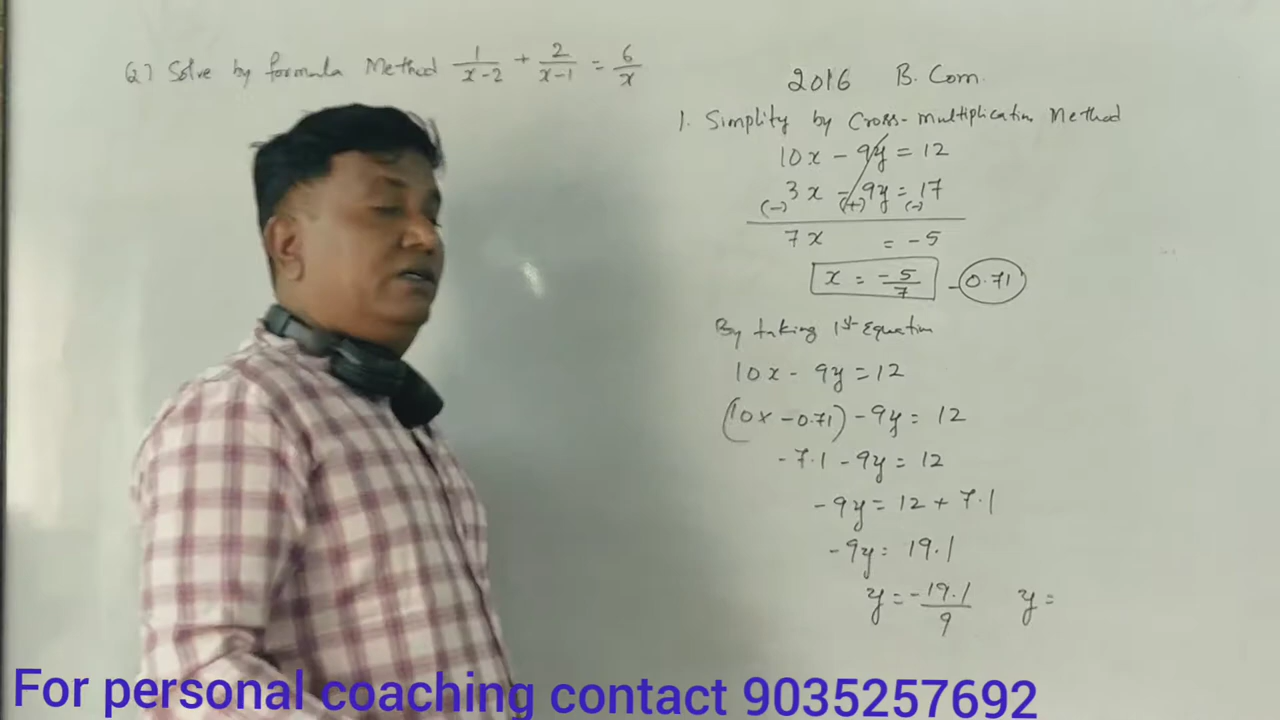 Q) Solve by formula Method 1/(x-2) + 2/(x-1) = 6/x
2016 B. Com.
1. Simplity by Cross-multiplication Method
10x - 9y = 12
3x - 9y = 17
(-) (+) (-)
7x = -5
x = -5/7 -0.71
By taking 1st Equation
10x - 9y = 12
(10x -0.71) - 9y = 12
-7.1 - 9y = 12
-9y = 12 + 7.1
-9y = 19.1
y = -19.1/9 y =
For personal coaching contact 9035257692